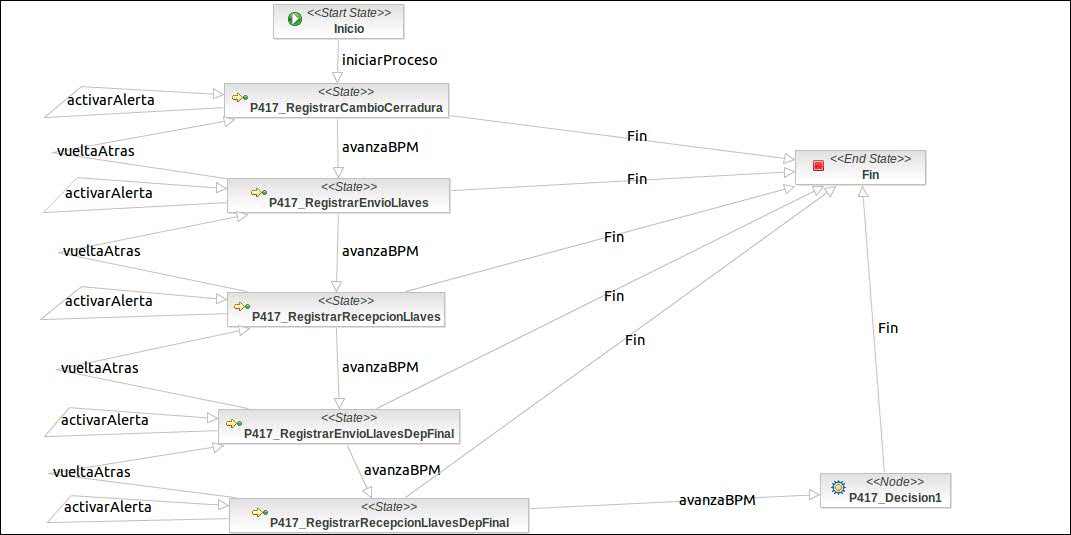 <<Start State>>
Inicio
iniciarProceso
<<State>>
P417_RegistrarCambioCerradura
activarAlerta
Fin
vueltaAtras
avanzaBPM
<<End State>>
Fin
<<State>>
P417_RegistrarEnvioLlaves
activarAlerta
Fin
vueltaAtras
avanzaBPM
Fin
<<State>>
P417_RegistrarRecepcionLlaves
activarAlerta
Fin
vueltaAtras
avanzaBPM
Fin
Fin
<<State>>
P417_RegistrarEnvioLlavesDepFinal
activarAlerta
vueltaAtras
avanzaBPM
<<State>>
P417_RegistrarRecepcionLlavesDepFinal
activarAlerta
avanzaBPM
<<Node>>
P417_Decision1